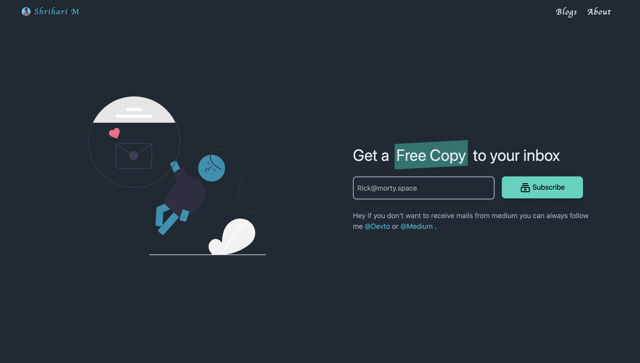 Shrihari M
Blogs About
Get a Free Copy to your inbox
Rick@morty.space
Subscribe
Hey If you don't want to receive mails from medium you can always follow
me @Devto or @Medium .